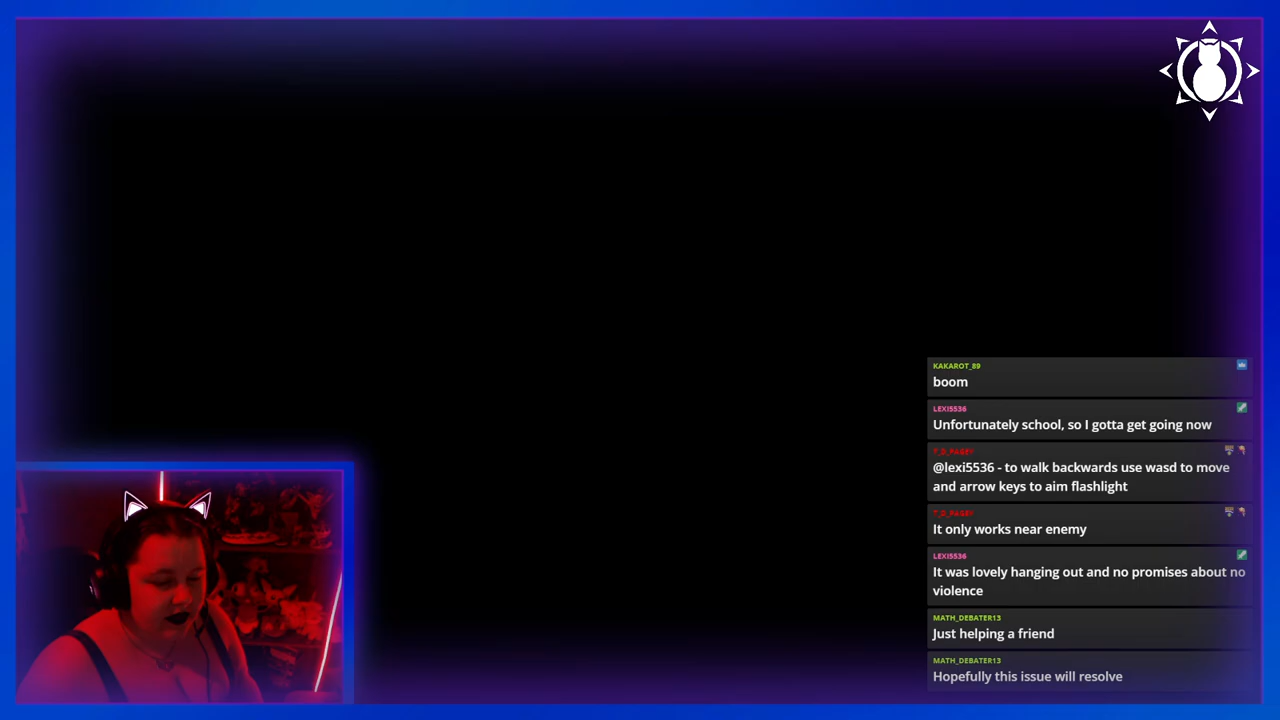 KAKAROT_89
boom
LEXI5536
Unfortunately school, so I gotta get going now
T_D_PAGEY
@lexi5536 - to walk backwards use wasd to move
and arrow keys to aim flashlight
T_D_PAGEY
It only works near enemy
LEXI5536
It was lovely hanging out and no promises about no
violence
MATH_DEBATER13
Just helping a friend
MATH_DEBATER13
Hopefully this issue will resolve